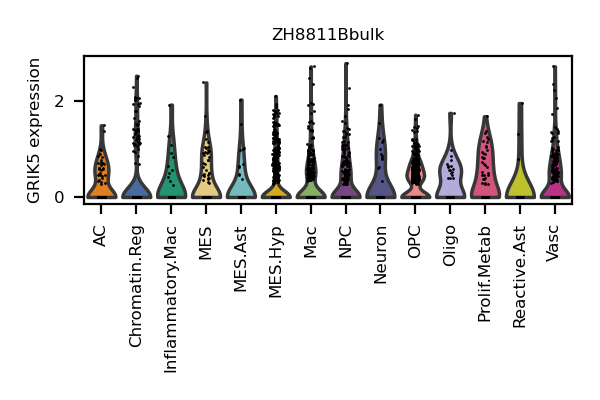 ZH8811Bbulk
GRIK5 expression
2
0
AC
Chromatin.Reg
Inflammatory.Mac
MES
MES.Ast
MES.Hyp
Mac
NPC
Neuron
OPC
Oligo
Prolif.Metab
Reactive.Ast
Vasc